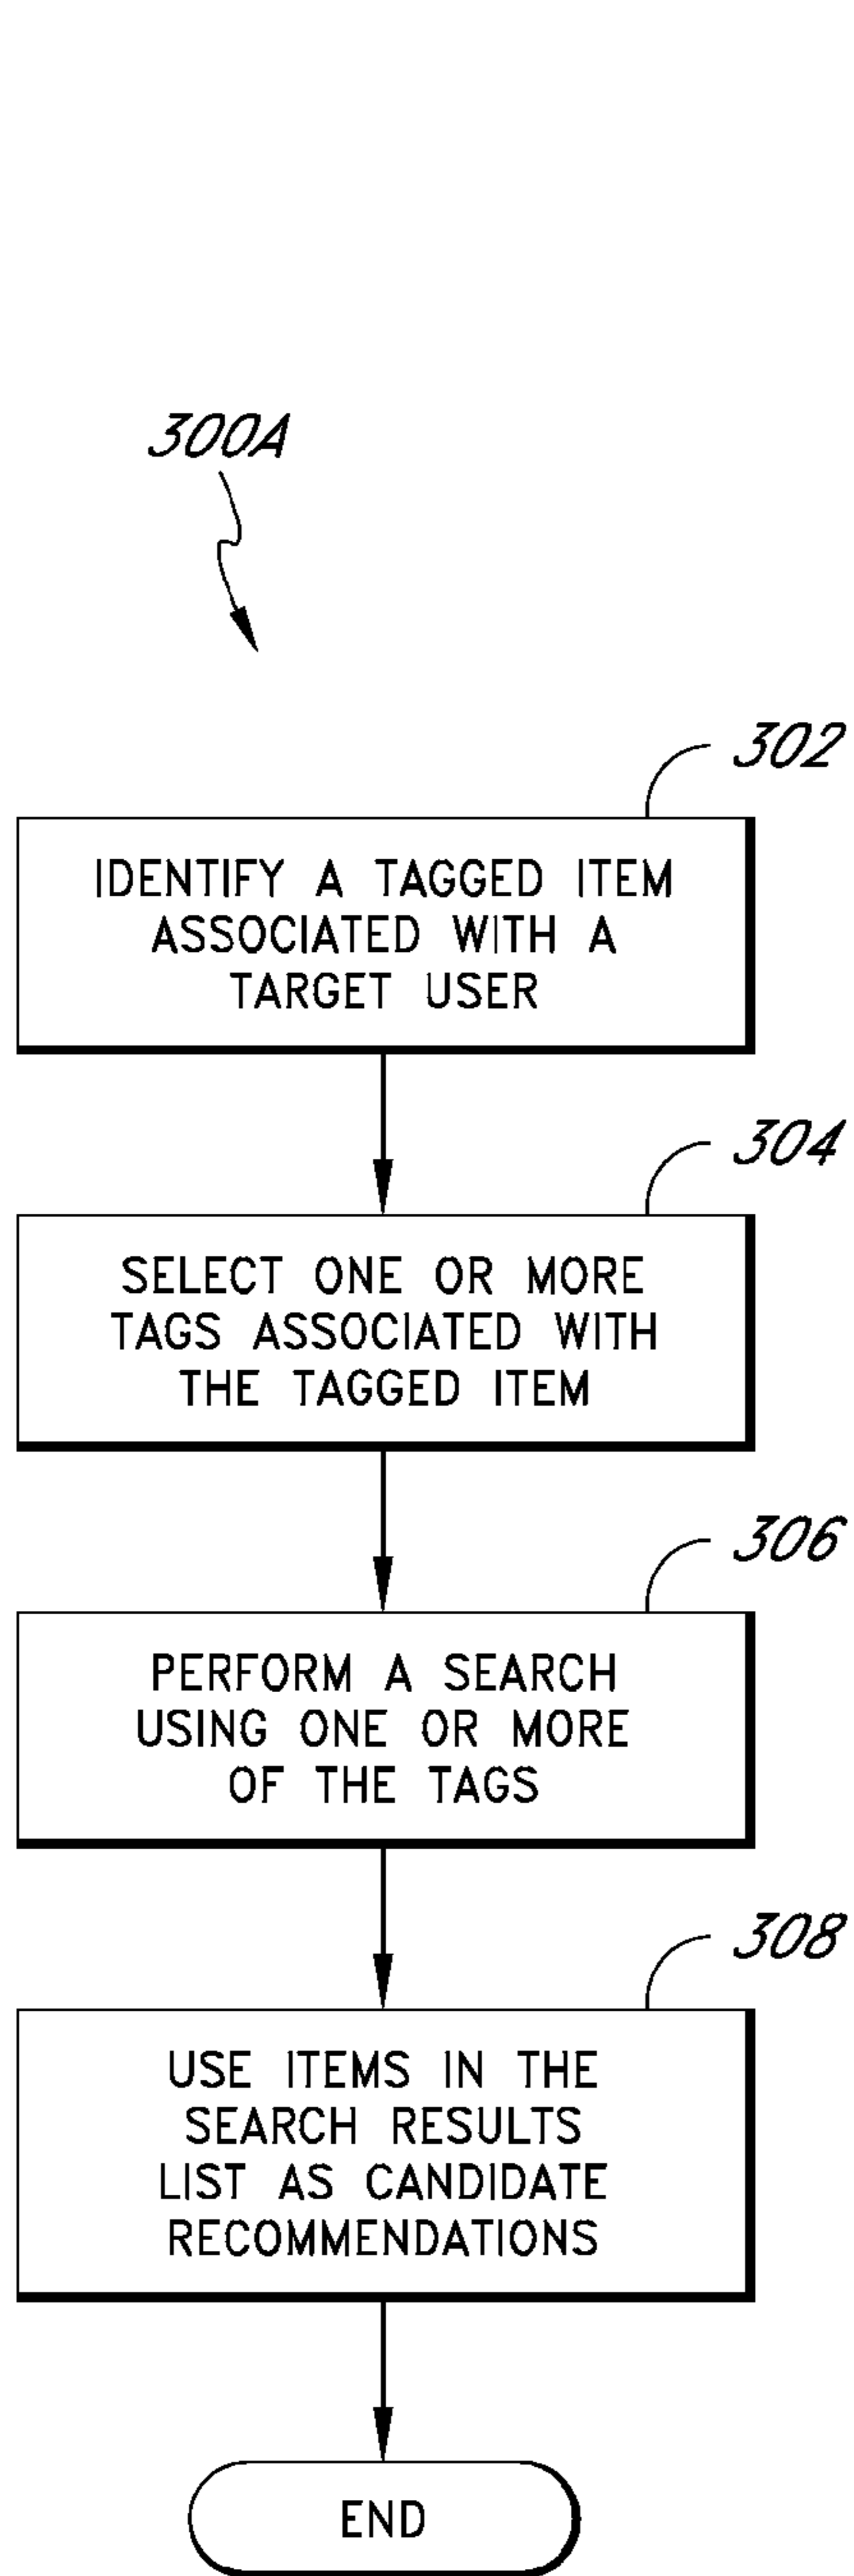 300A
302
IDENTIFY A TAGGED ITEM
ASSOCIATED WITH A
TARGET USER
304
SELECT ONE OR MORE
TAGS ASSOCIATED WITH
THE TAGGED ITEM
306
PERFORM A SEARCH
USING ONE OR MORE
OF THE TAGS
308
USE ITEMS IN THE
SEARCH RESULTS
LIST AS CANDIDATE
RECOMMENDATIONS
END